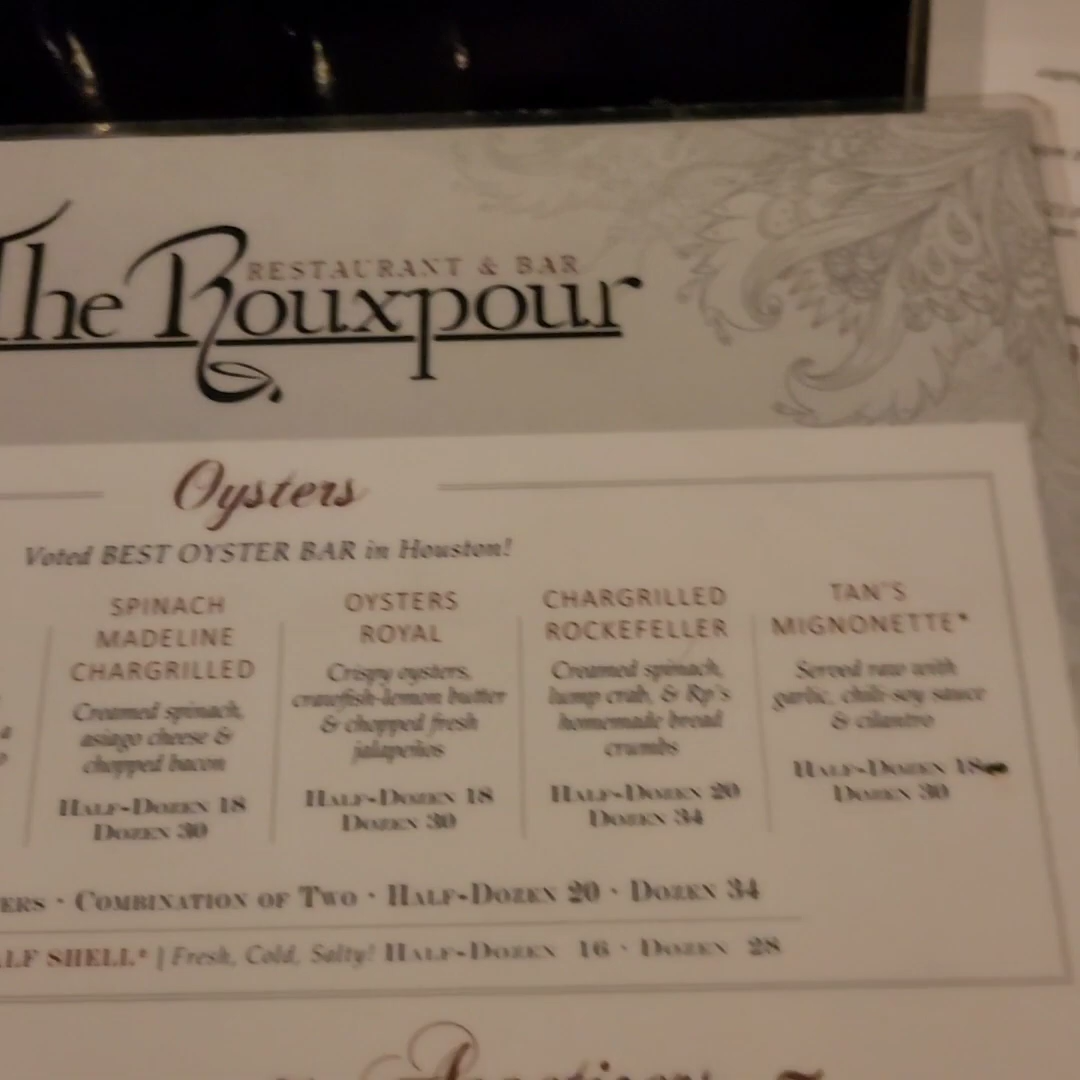 The Rouxpour
RESTAURANT & BAR
Oysters
Voted BEST OYSTER BAR in Houston!
SPINACH
MADELINE
CHARGRILLED
Creamed spinach,
asiago cheese &
chopped bacon
HALF-DOZEN 18
DOZEN 30
OYSTERS
ROYAL
Crispy oysters,
crawfish-lemon butter
& chopped fresh
jalapeños
HALF-DOZEN 18
DOZEN 30
CHARGRILLED
ROCKEFELLER
Creamed spinach,
lump crab, & Rp's
homemade bread
crumbs
HALF-DOZEN 20
DOZEN 34
TAN'S
MIGNONETTE*
Served raw with
garlic, chili-soy sauce
& cilantro
HALF-DOZEN 18
DOZEN 30
ERS · COMBINATION OF TWO · HALF-DOZEN 20 · DOZEN 34
ALF SHELL* | Fresh, Cold, Salty! HALF-DOZEN 16 · DOZEN 28